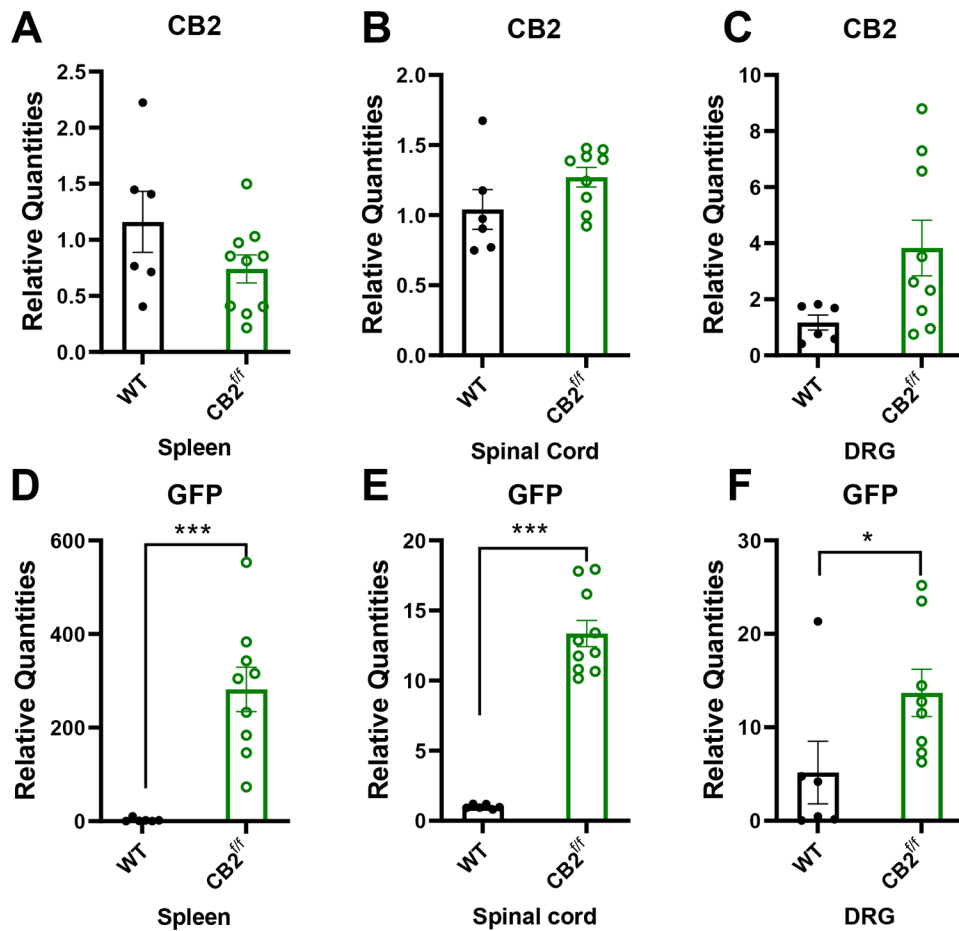 A
CB2
Relative Quantities
2.5
2.0
1.5
1.0
0.5
0.0
WT
CB2f/f
Spleen
B
CB2
Relative Quantities
2.0
1.5
1.0
0.5
0.0
WT
CB2f/f
Spinal Cord
C
CB2
Relative Quantities
10
8
6
4
2
0
WT
CB2f/f
DRG
D
GFP
***
Relative Quantities
600
400
200
0
WT
CB2f/f
Spleen
E
GFP
***
Relative Quantities
20
15
10
5
0
WT
CB2f/f
Spinal cord
F
GFP
*
Relative Quantities
30
20
10
0
WT
CB2f/f
DRG